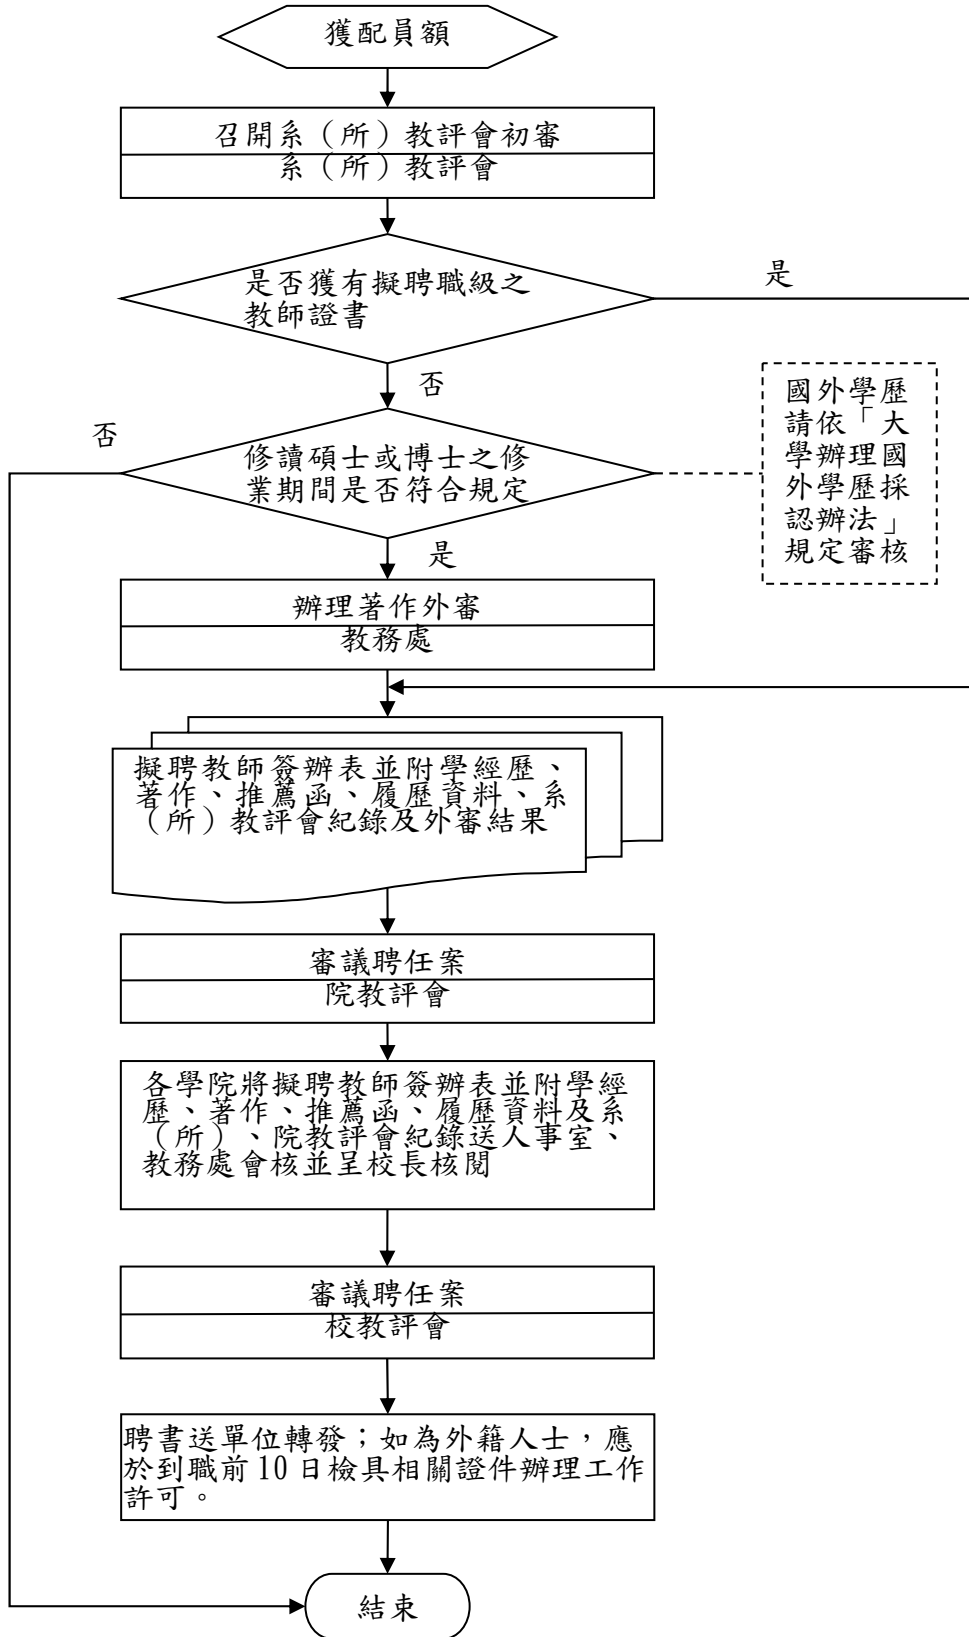 獲配員額
召開系（所）教評會初審
系（所）教評會
是否獲有擬聘職級之
教師證書
是
否
國外學歷
請依「大
學辦理國
外學歷採
認辦法」
規定審核
否
修讀碩士或博士之修
業期間是否符合規定
是
辦理著作外審
教務處
擬聘教師簽辦表並附學經歷、
著作、推薦函、履歷資料、系
（所）教評會紀錄及外審結果
審議聘任案
院教評會
各學院將擬聘教師簽辦表並附學經
歷、著作、推薦函、履歷資料及系
（所）、院教評會紀錄送人事室、
教務處會核並呈校長核閱
審議聘任案
校教評會
聘書送單位轉發；如為外籍人士，應
於到職前10日檢具相關證件辦理工作
許可。
結束